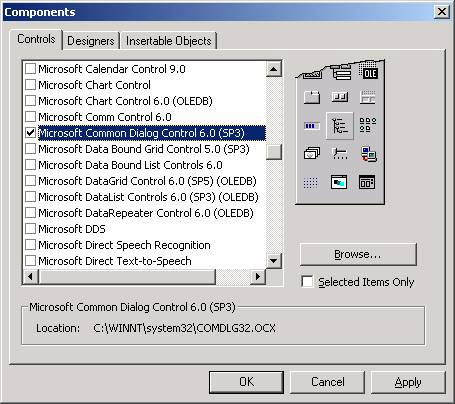 Components
Controls
Designers
Insertable Objects
Microsoft Calendar Control 9.0
Microsoft Chart Control
Microsoft Chart Control 6.0 (OLEDB)
Microsoft Comm Control 6.0
Microsoft Common Dialog Control 6.0 (SP3)
Microsoft Data Bound Grid Control 5.0 (SP3)
Microsoft Data Bound List Controls 6.0
Microsoft DataGrid Control 6.0 (SP5) (OLEDB)
Microsoft DataList Controls 6.0 (SP3) (OLEDB)
Microsoft DataRepeater Control 6.0 (OLEDB)
Microsoft DDS
Microsoft Direct Speech Recognition
Microsoft Direct Text-to-Speech
OLE
Browse...
Selected Items Only
Microsoft Common Dialog Control 6.0 (SP3)
Location: C:\WINNT\system32\COMDLG32.OCX
OK
Cancel
Apply